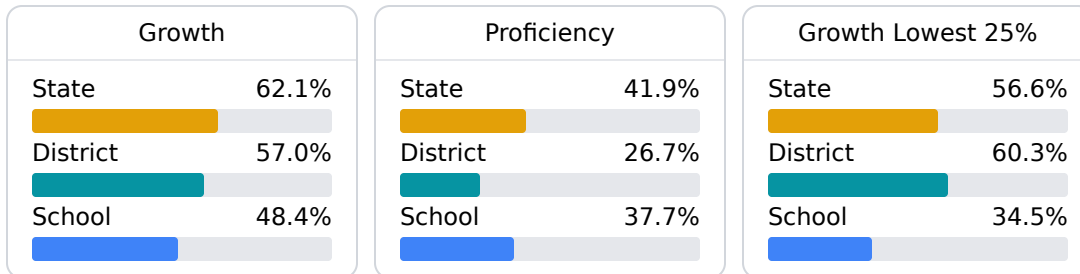 Growth
State 62.1%
District 57.0%
School 48.4%
Proficiency
State 41.9%
District 26.7%
School 37.7%
Growth Lowest 25%
State 56.6%
District 60.3%
School 34.5%